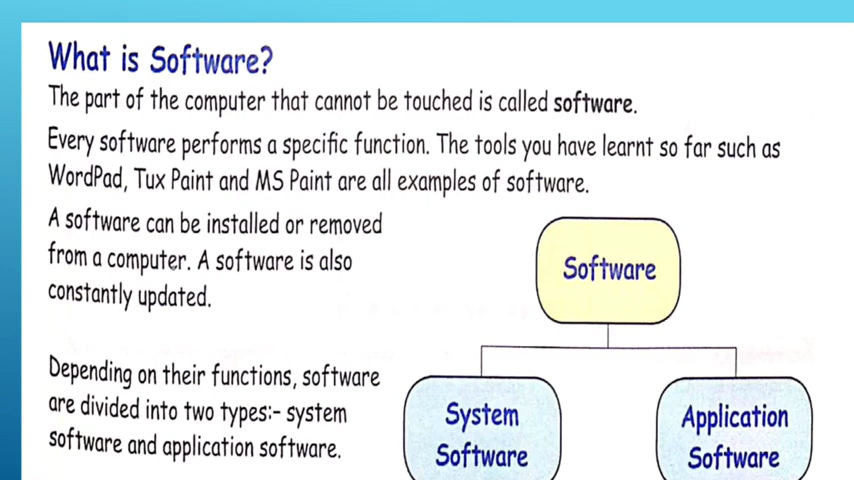 What is Software?
The part of the computer that cannot be touched is called software.
Every software performs a specific function. The tools you have learnt so far such as
WordPad, Tux Paint and MS Paint are all examples of software.
A software can be installed or removed
from a computer. A software is also
constantly updated.
Depending on their functions, software
are divided into two types:- system
software and application software.
Software
System
Software
Application
Software